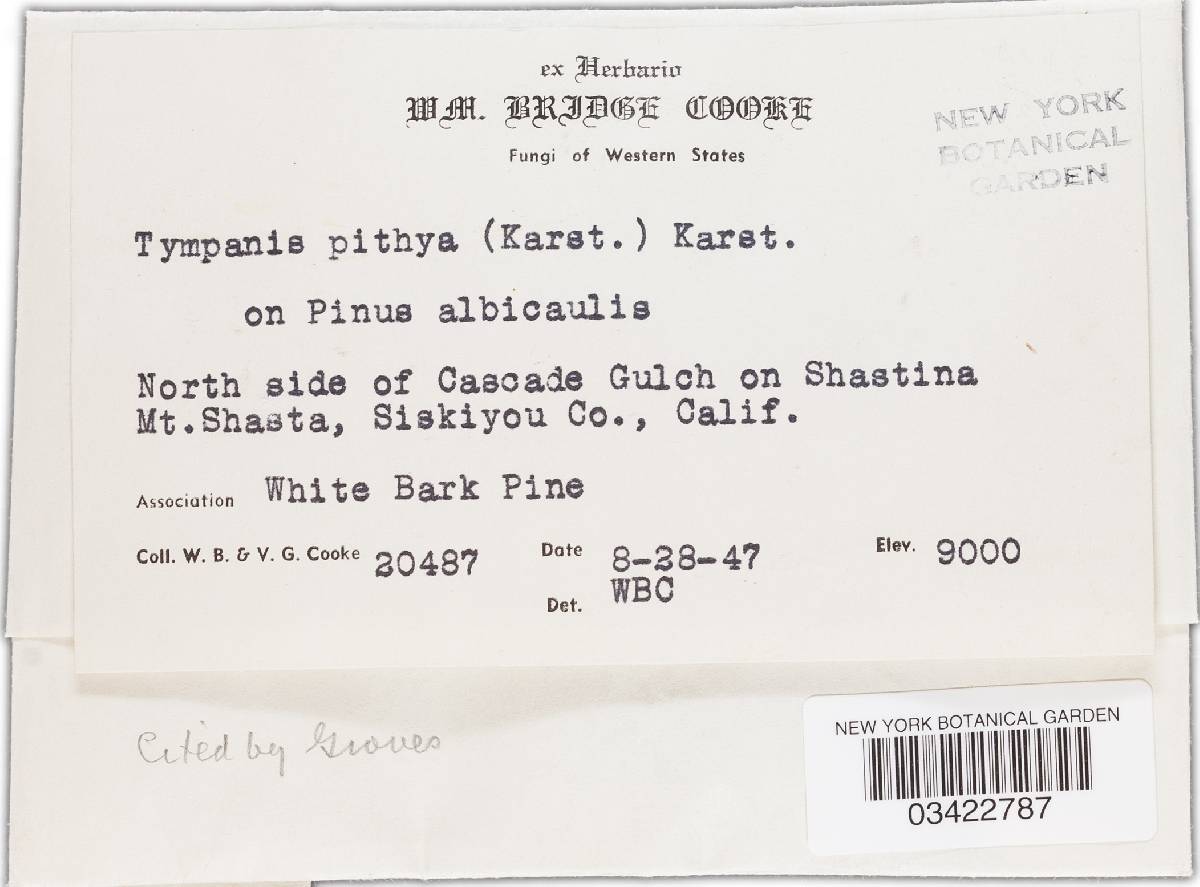 ex Herbario
WM. BRIDGE COOKE
Fungi of Western States
NEW YORK
BOTANICAL
GARDEN
Tympanis pithya (Karst.) Karst.
on Pinus albicaulis
North side of Cascade Gulch on Shastina
Mt.Shasta, Siskiyou Co., Calif.
Association White Bark Pine
Coll. W. B. & V. G. Cooke 20487 Date 8-28-47 Elev. 9000
Det. WBC
Cited by Groves
NEW YORK BOTANICAL GARDEN
03422787